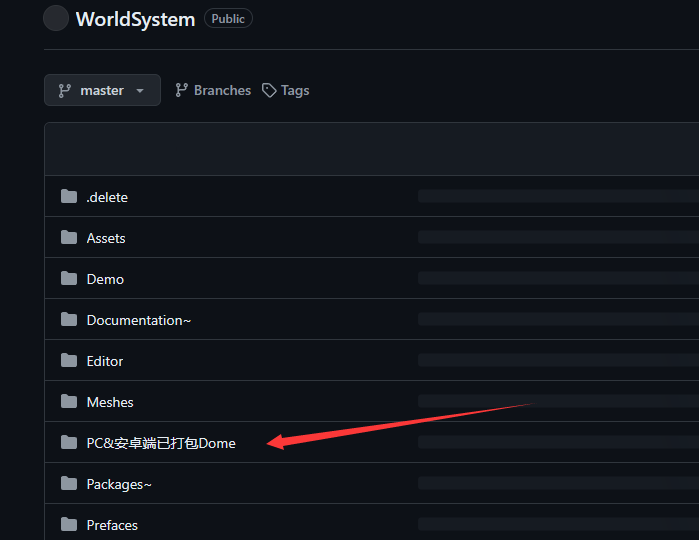 WorldSystem Public
master Branches Tags
.delete
Assets
Demo
Documentation~
Editor
Meshes
PC&安卓端已打包Dome
Packages~
Prefaces